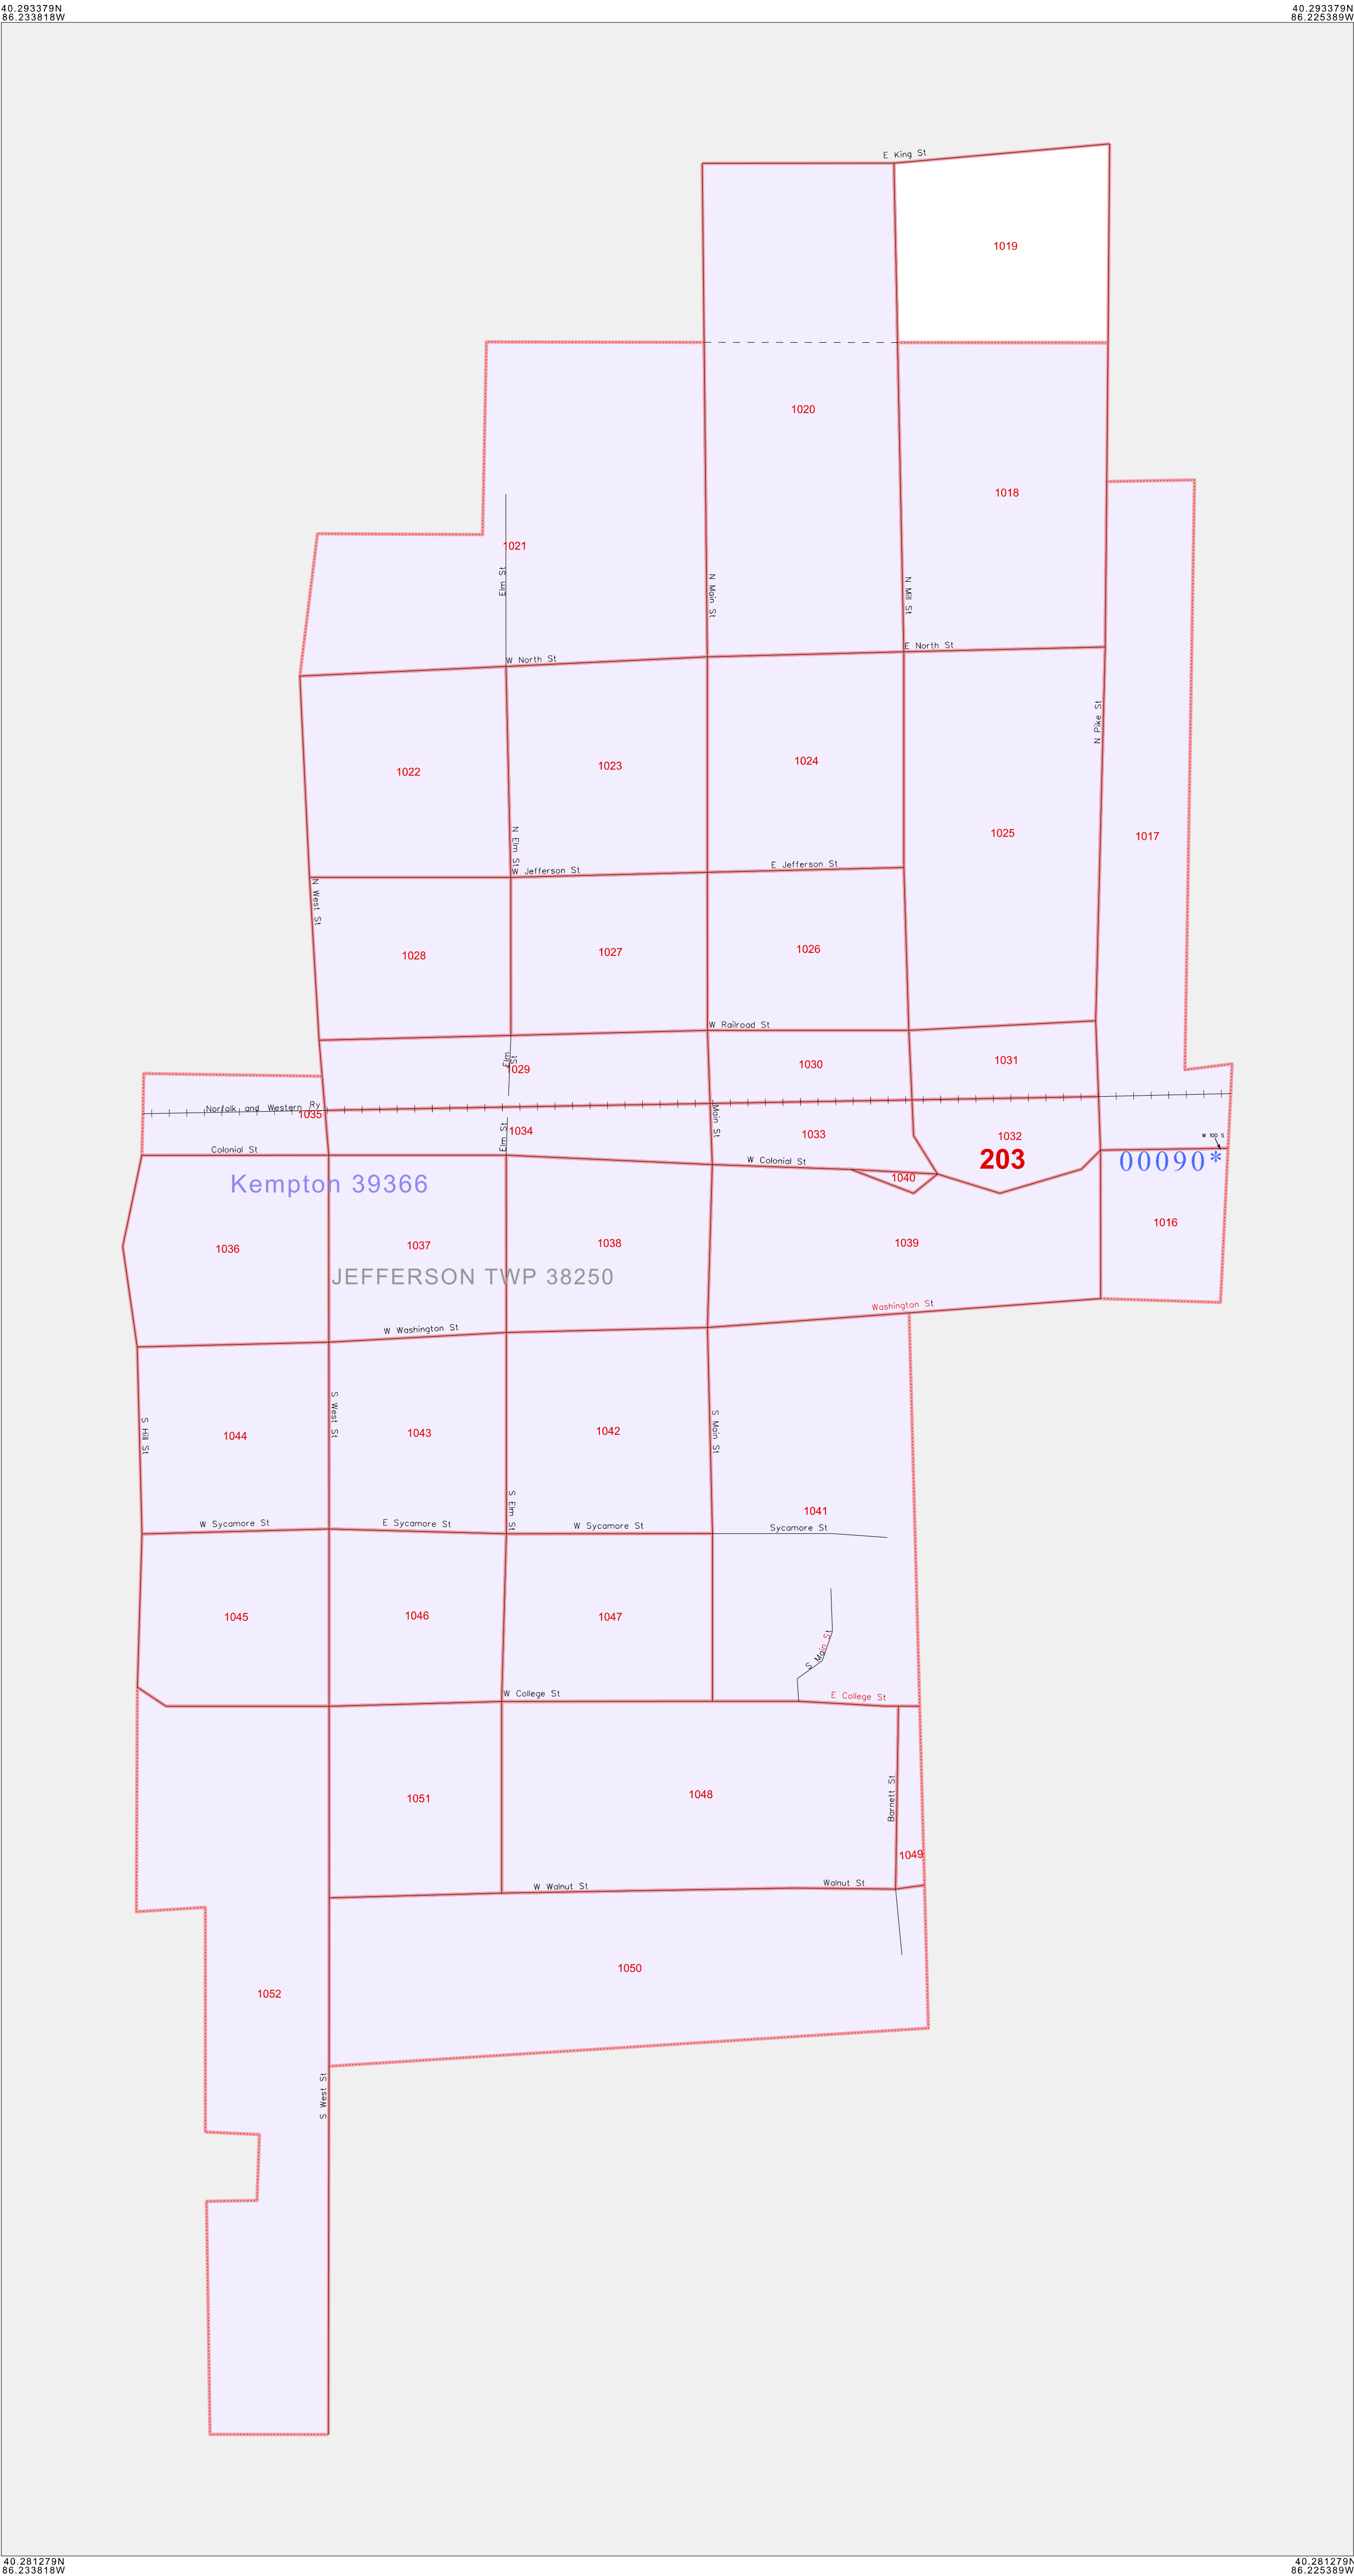 40.293379N
86.233818W
40.293379N
86.225389W
E King St
1019
1020
1018
1021
Elm St
N Main St
N Mill St
W North St
E North St
N Pike St
1022
1023
1024
1025
1017
N Elm St
W Jefferson St
E Jefferson St
N West St
1028
1027
1026
W Railroad St
Elm St
1029
1030
1031
Norfolk and Western Ry
1035
Main St
1034
Elm St
1033
1032
W 100 S
Colonial St
W Colonial St
203
00090*
1040
Kempton 39366
1036
1037
1038
1039
1016
JEFFERSON TWP 38250
Washington St
W Washington St
S Hill St
1044
S West St
1043
1042
S Main St
S Elm St
1041
W Sycamore St
E Sycamore St
W Sycamore St
Sycamore St
1045
1046
1047
S Main St
W College St
E College St
1051
1048
Barnett St
1049
W Walnut St
Walnut St
1050
1052
S West St
40.281279N
86.233818W
40.281279N
86.225389W